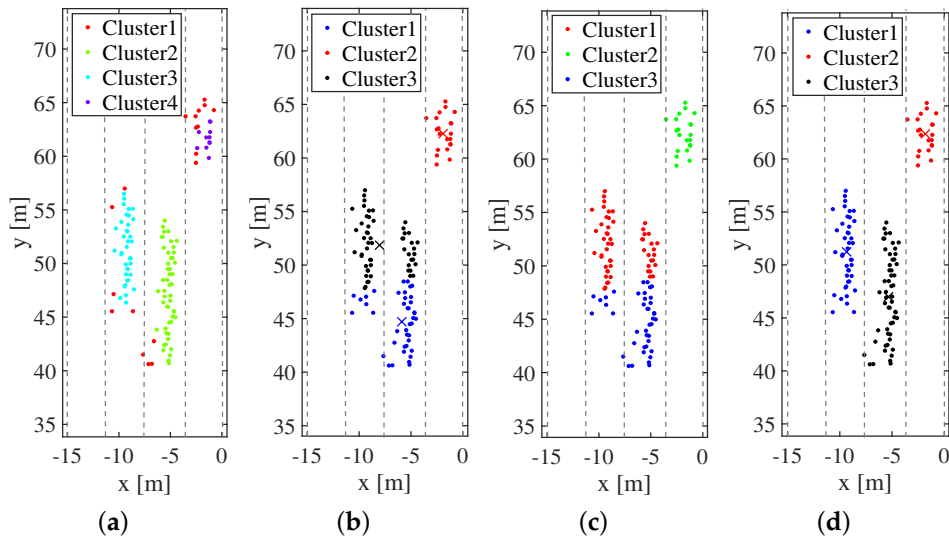 70
65
60
55
50
45
40
35
y [m]
-15 -10 -5 0
x [m]
Cluster1
Cluster2
Cluster3
Cluster4
(a)
70
65
60
55
50
45
40
35
y [m]
-15 -10 -5 0
x [m]
Cluster1
Cluster2
Cluster3
(b)
70
65
60
55
50
45
40
35
y [m]
-15 -10 -5 0
x [m]
Cluster1
Cluster2
Cluster3
(c)
70
65
60
55
50
45
40
35
y [m]
-15 -10 -5 0
x [m]
Cluster1
Cluster2
Cluster3
(d)